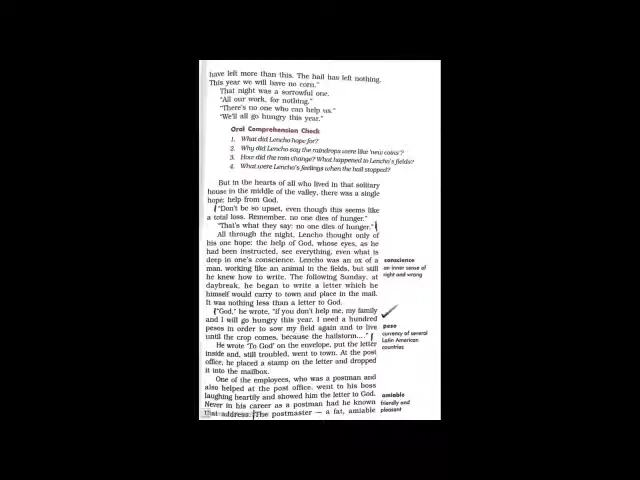 have left more than this. The hail has left nothing.
This year we will have no corn."
That night was a sorrowful one.
"All our work, for nothing."
"There's no one who can help us."
"We'll all go hungry this year."
Oral Comprehension Check
1. What did Lencho hope for?
2. Why did Lencho say the raindrops were like 'new coins'?
3. How did the rain change? What happened to Lencho's fields?
4. What were Lencho's feelings when the hail stopped?
But in the hearts of all who lived in that solitary
house in the middle of the valley, there was a single
hope: help from God.
"Don't be so upset, even though this seems like
a total loss. Remember, no one dies of hunger."
"That's what they say: no one dies of hunger."
All through the night, Lencho thought only of
his one hope: the help of God, whose eyes, as he
had been instructed, see everything, even what is
deep in one's conscience. Lencho was an ox of a
man, working like an animal in the fields, but still
he knew how to write. The following Sunday, at
daybreak, he began to write a letter which he
himself would carry to town and place in the mail.
It was nothing less than a letter to God.
"God," he wrote, "if you don't help me, my family
and I will go hungry this year. I need a hundred
pesos in order to sow my field again and to live
until the crop comes, because the hailstorm...."
He wrote 'To God' on the envelope, put the letter
inside and, still troubled, went to town. At the post
office, he placed a stamp on the letter and dropped
it into the mailbox.
One of the employees, who was a postman and
also helped at the post office, went to his boss
laughing heartily and showed him the letter to God.
Never in his career as a postman had he known
that address. The postmaster — a fat, amiable
conscience
an inner sense of
right and wrong
peso
currency of several
Latin American
countries
amiable
friendly and
pleasant